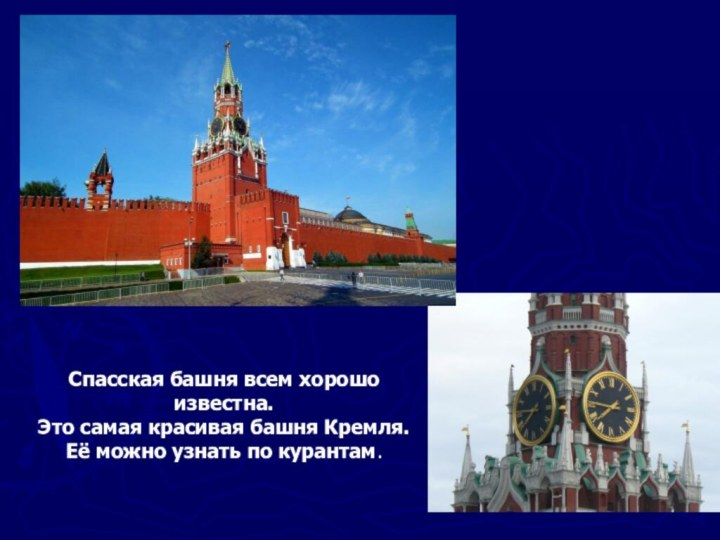 Спасская башня всем хорошо
известна.
Это самая красивая башня Кремля.
Её можно узнать по курантам.